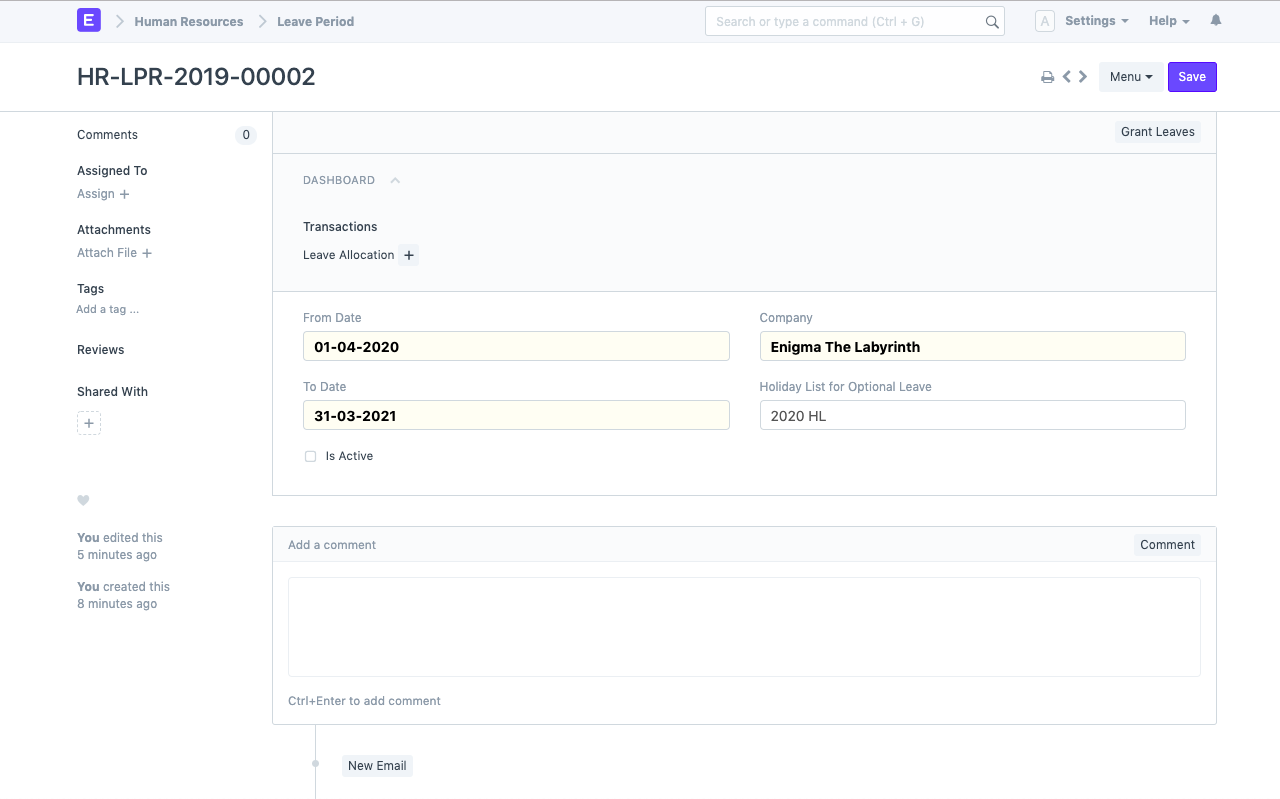 E Human Resources Leave Period Search or type a command (Ctrl + G) A Settings Help
HR-LPR-2019-00002 Menu Save
Comments 0
Assigned To
Assign +
Attachments
Attach File +
Tags
Add a tag ...
Reviews
Shared With
+
You edited this
5 minutes ago
You created this
8 minutes ago
Grant Leaves
DASHBOARD
Transactions
Leave Allocation +
From Date
01-04-2020
Company
Enigma The Labyrinth
To Date
31-03-2021
Holiday List for Optional Leave
2020 HL
Is Active
Add a comment Comment
Ctrl+Enter to add comment
New Email